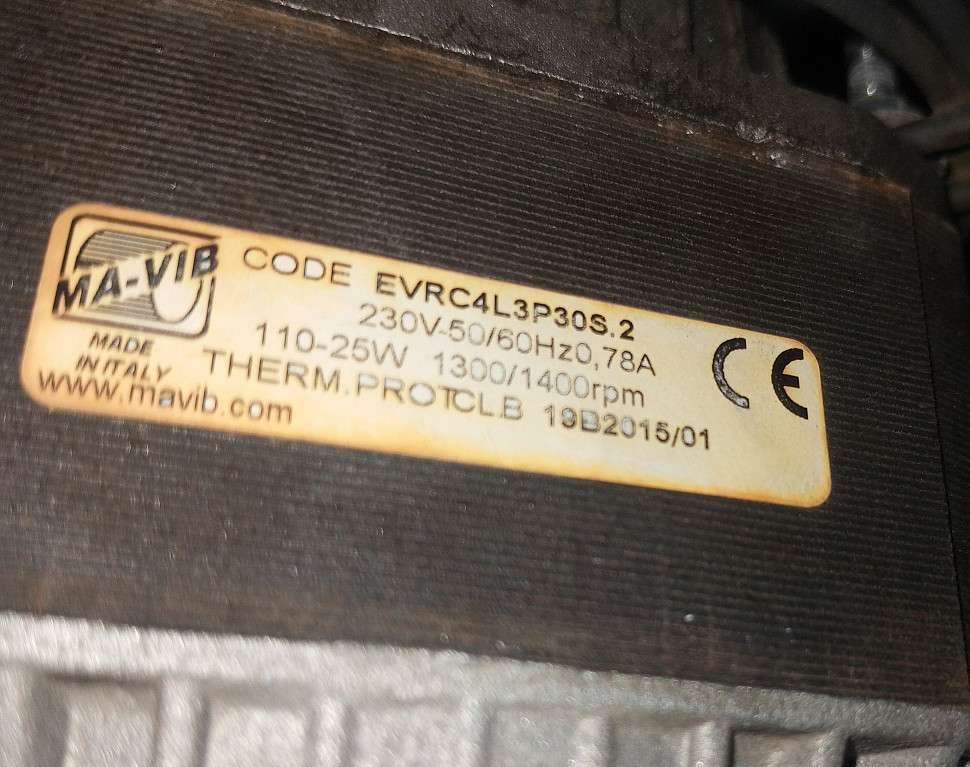 MA-VIB
MADE
IN ITALY
www.mavib.com
CODE EVRC4L3P30S.2
230V-50/60Hz0,78A
110-25W 1300/1400rpm
THERM.PROTCL.B 19B2015/01
CE